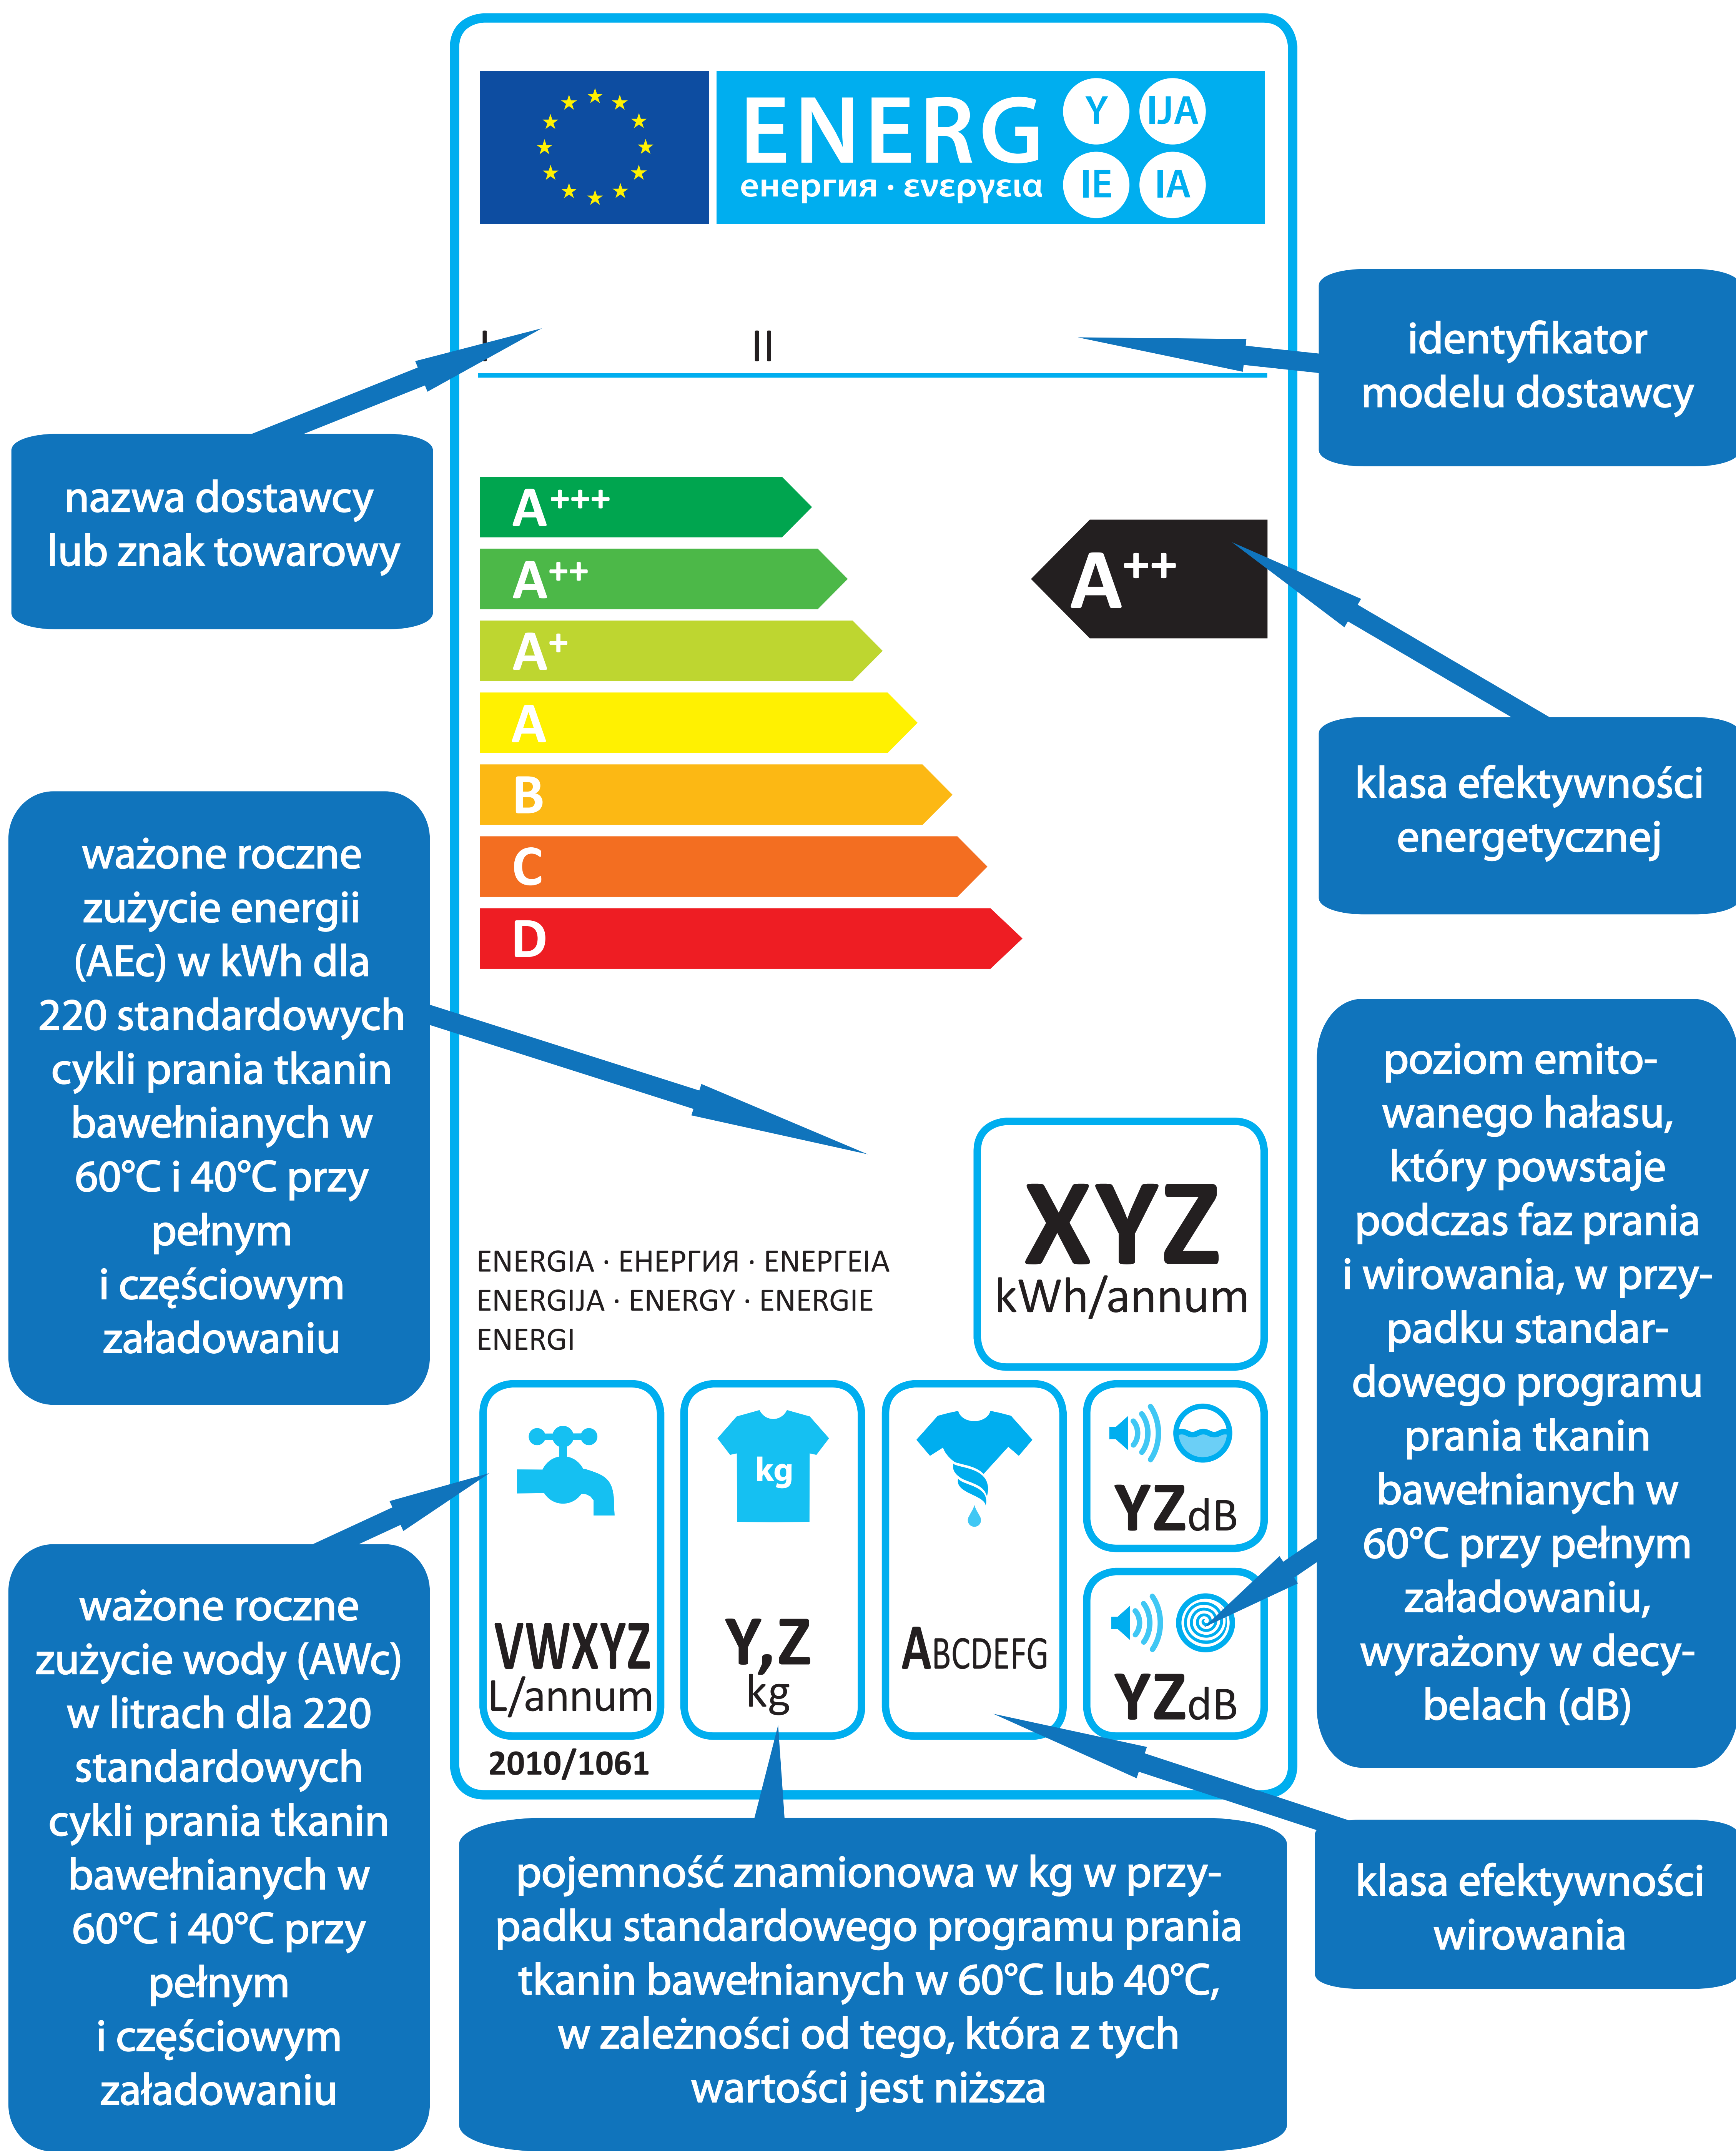 ENERG
енергия · ενεργεια
Y IJA
IE IA
I II
identyfikator
modelu dostawcy
nazwa dostawcy
lub znak towarowy
A+++
A++
A+
A
B
C
D
A++
klasa efektywności
energetycznej
ważone roczne
zużycie energii
(AEc) w kWh dla
220 standardowych
cykli prania tkanin
bawełnianych w
60°C i 40°C przy
pełnym
i częściowym
załadowaniu
poziom emito-
wanego hałasu,
który powstaje
podczas faz prania
i wirowania, w przy-
padku standar-
dowego programu
prania tkanin
bawełnianych w
60°C przy pełnym
załadowaniu,
wyrażony w decy-
belach (dB)
XYZ
kWh/annum
ENERGIA · ЕНЕРГИЯ · ΕΝΕΡΓΕΙΑ
ENERGIJA · ENERGY · ENERGIE
ENERGI
VWXYZ
L/annum
kg
Y,Z
kg
ABCDEFG
YZdB
YZdB
2010/1061
ważone roczne
zużycie wody (AWc)
w litrach dla 220
standardowych
cykli prania tkanin
bawełnianych w
60°C i 40°C przy
pełnym
i częściowym
załadowaniu
pojemność znamionowa w kg w przy-
padku standardowego programu prania
tkanin bawełnianych w 60°C lub 40°C,
w zależności od tego, która z tych
wartości jest niższa
klasa efektywności
wirowania